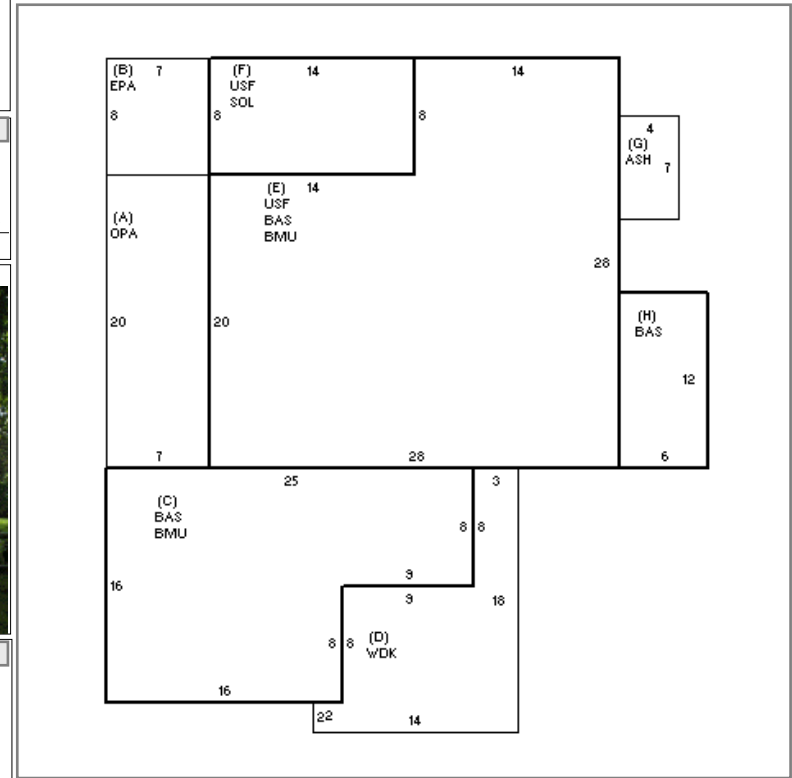 (B) 7
EPA
8
(F) 14
USF
SOL
8
14
8
4
(G)
ASH 7
(E) 14
USF
BAS
BMU
(A)
OPA
20
20
28
(H)
BAS
12
7
28
6
25
3
(C)
BAS
BMU
8 8
16
9
9
18
8 8
(D)
WDK
16
2 2
14